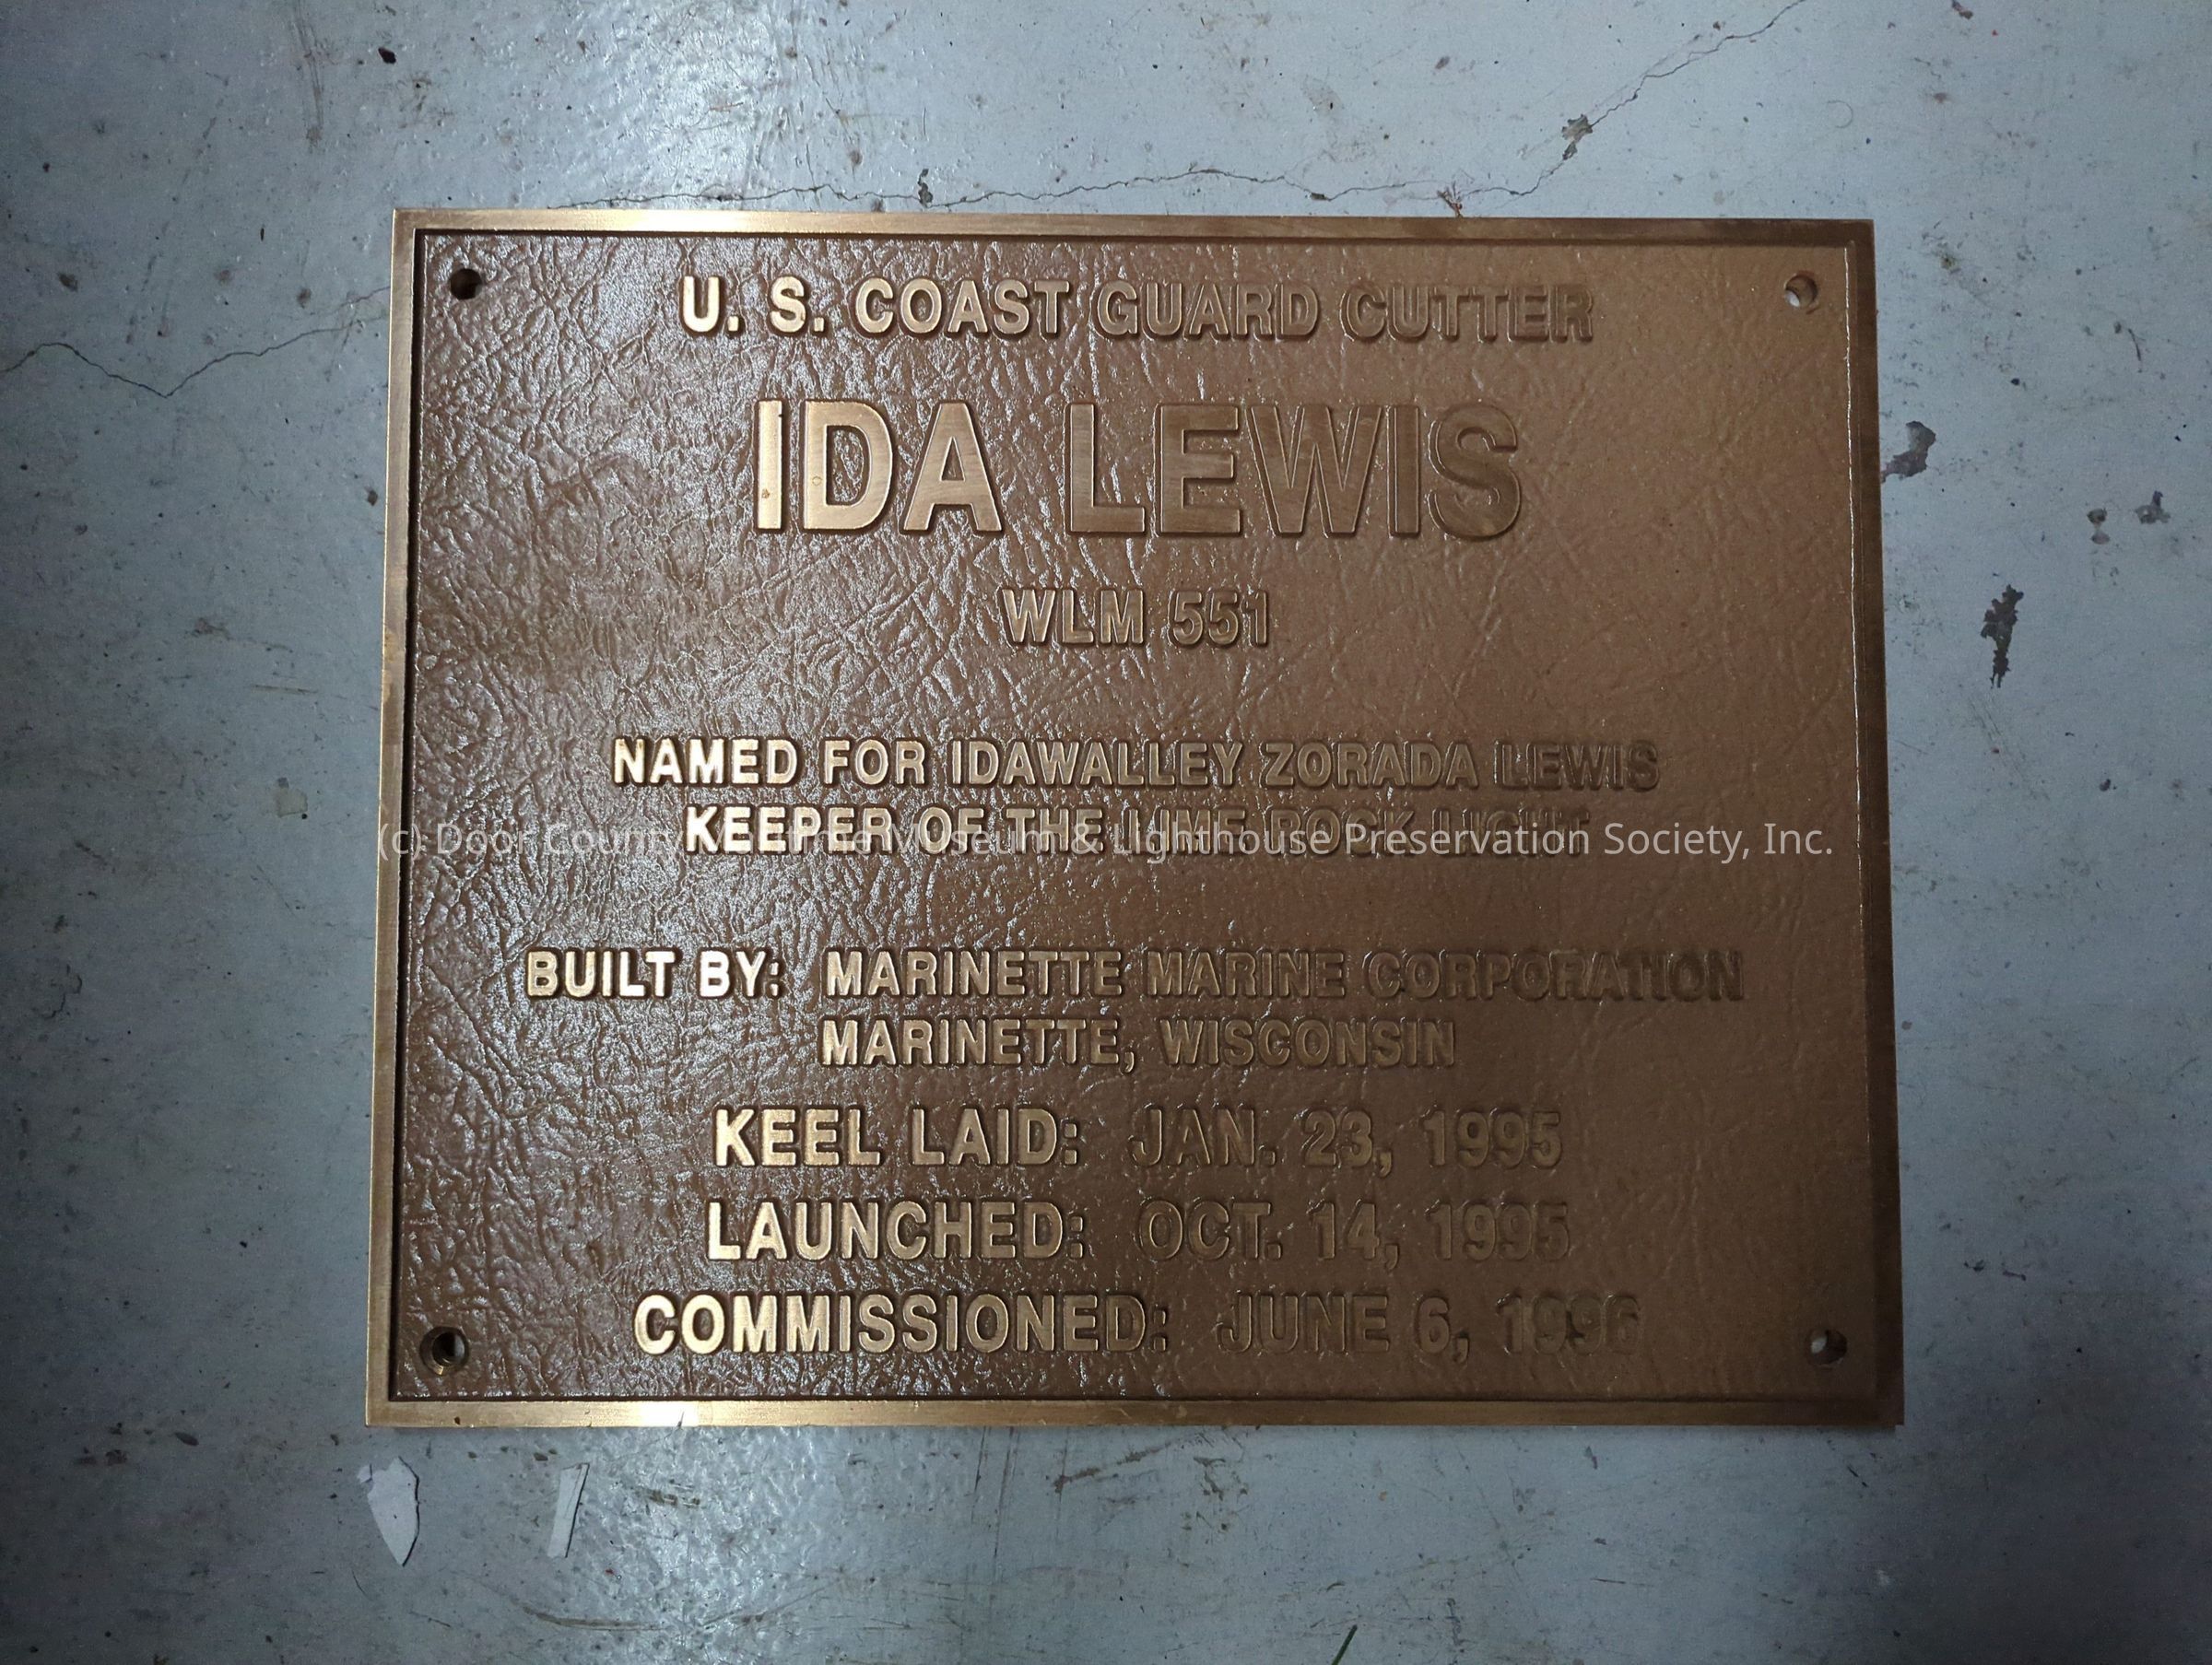 U. S. COAST GUARD CUTTER
IDA LEWIS
WLM 551
NAMED FOR IDAWALLEY ZORADA LEWIS
KEEPER OF THE LIME ROCK LIGHT
(c) Door County Maritime Museum & Lighthouse Preservation Society, Inc.
BUILT BY: MARINETTE MARINE CORPORATION
MARINETTE, WISCONSIN
KEEL LAID: JAN. 23, 1995
LAUNCHED: OCT. 14, 1995
COMMISSIONED: JUNE 6, 1996